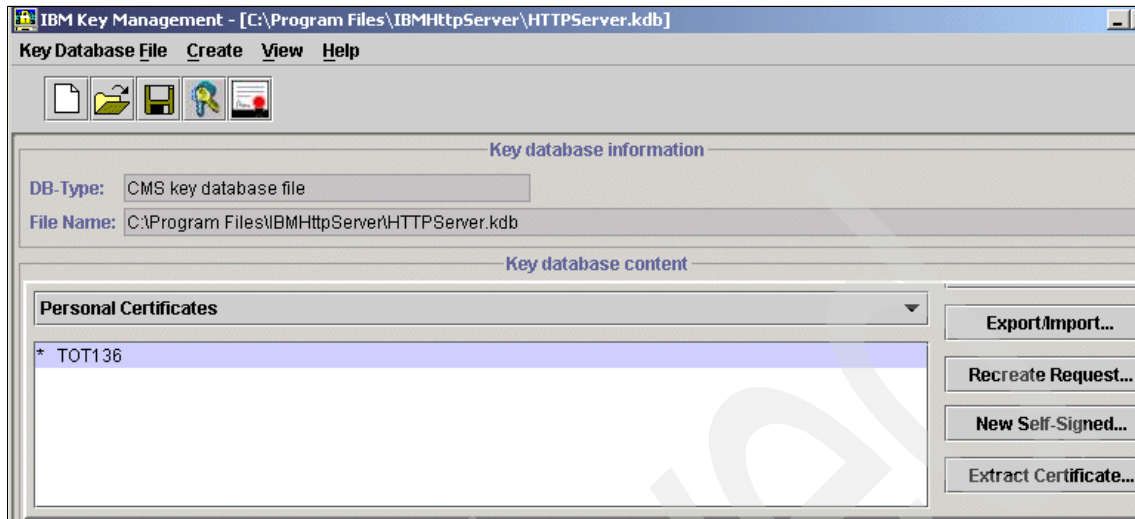 IBM Key Management - [C:\Program Files\IBMHttpServer\HTTPServer.kdb]
Key Database File Create View Help
Key database information
DB-Type: CMS key database file
File Name: C:\Program Files\IBMHttpServer\HTTPServer.kdb
Key database content
Personal Certificates
Export/Import...
* TOT136
Recreate Request...
New Self-Signed...
Extract Certificate...